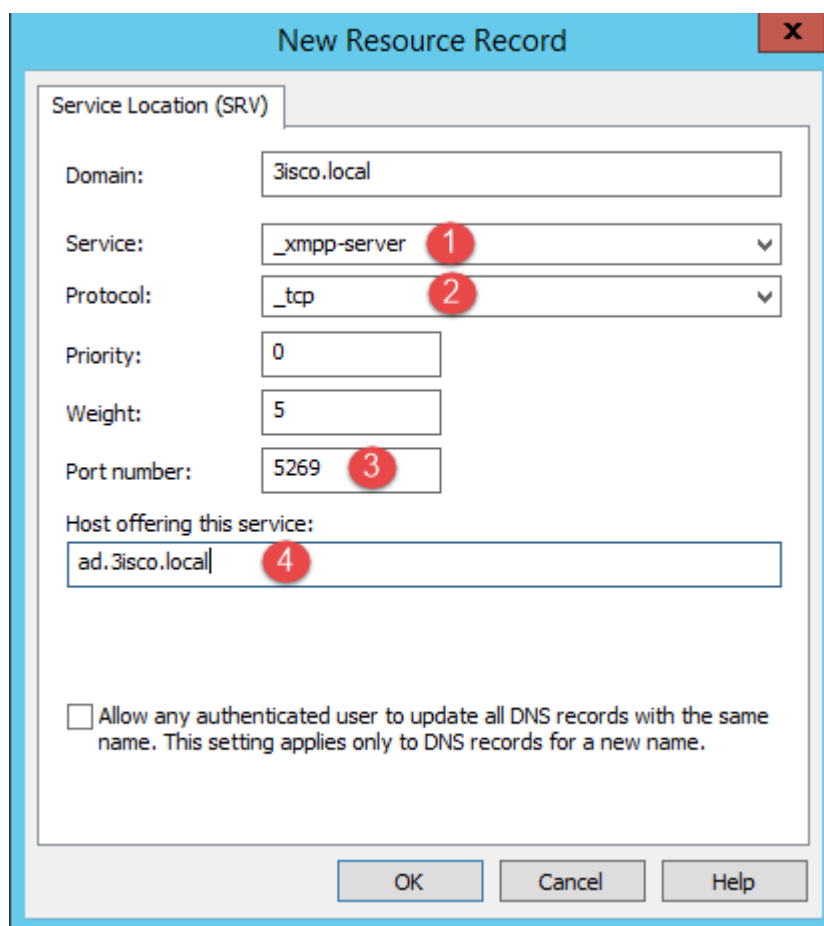 New Resource Record
x
Service Location (SRV)
Domain: 3isco.local
Service: _xmpp-server 1
Protocol: _tcp 2
Priority: 0
Weight: 5
Port number: 5269 3
Host offering this service:
ad.3isco.local 4
Allow any authenticated user to update all DNS records with the same
name. This setting applies only to DNS records for a new name.
OK Cancel Help